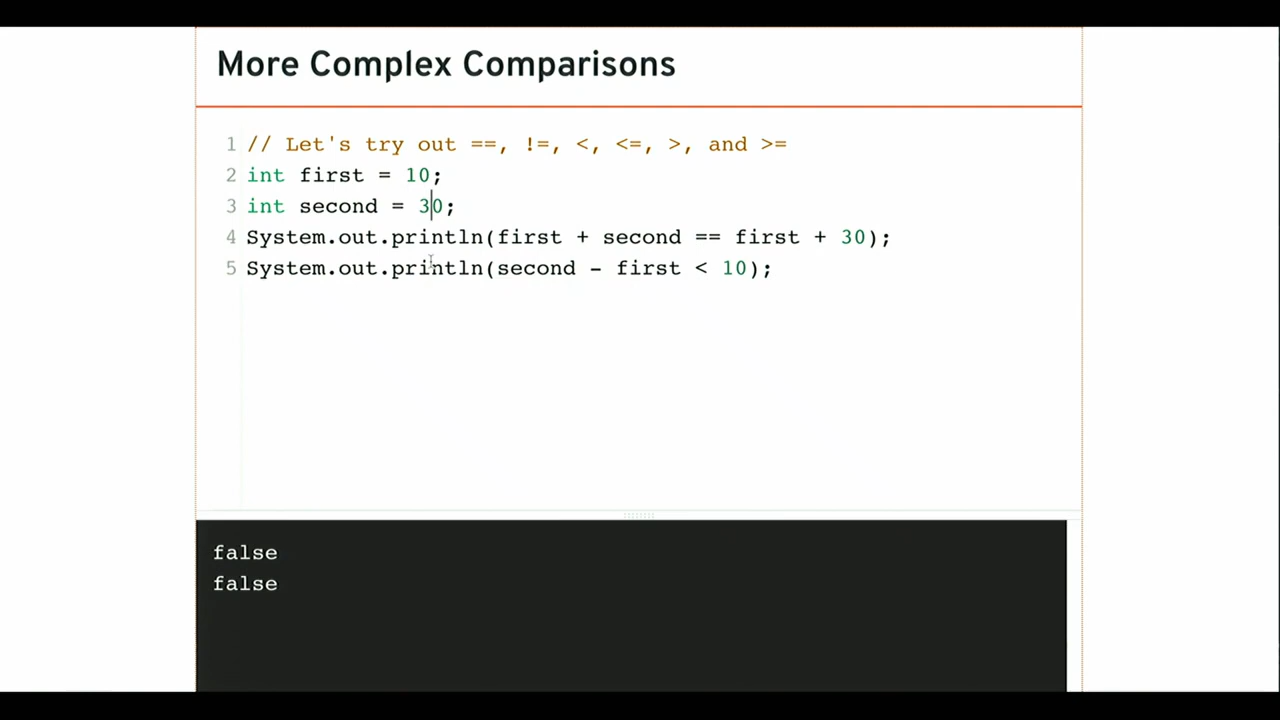 More Complex Comparisons
1 // Let's try out ==, !=, <, <=, >, and >=
2 int first = 10;
3 int second = 30;
4 System.out.println(first + second == first + 30);
5 System.out.println(second - first < 10);
false
false